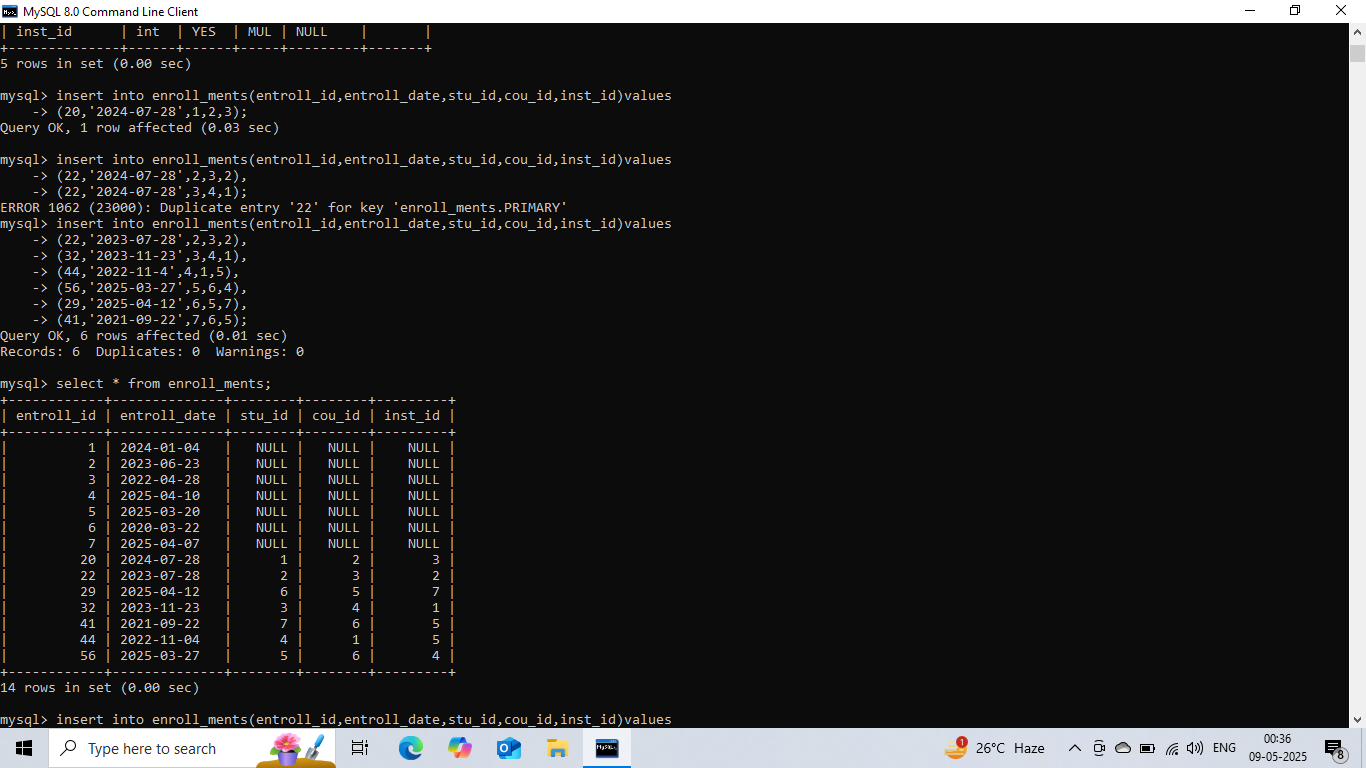 MySQL 8.0 Command Line Client
| inst_id      | int  | YES  | MUL | NULL    |       |
+--------------+------+------+-----+---------+-------+
5 rows in set (0.00 sec)
mysql> insert into enroll_ments(entroll_id,entroll_date,stu_id,cou_id,inst_id)values
    -> (20,'2024-07-28',1,2,3);
Query OK, 1 row affected (0.03 sec)
mysql> insert into enroll_ments(entroll_id,entroll_date,stu_id,cou_id,inst_id)values
    -> (22,'2024-07-28',2,3,2),
    -> (22,'2024-07-28',3,4,1);
ERROR 1062 (23000): Duplicate entry '22' for key 'enroll_ments.PRIMARY'
mysql> insert into enroll_ments(entroll_id,entroll_date,stu_id,cou_id,inst_id)values
    -> (22,'2023-07-28',2,3,2),
    -> (32,'2023-11-23',3,4,1),
    -> (44,'2022-11-4',4,1,5),
    -> (56,'2025-03-27',5,6,4),
    -> (29,'2025-04-12',6,5,7),
    -> (41,'2021-09-22',7,6,5);
Query OK, 6 rows affected (0.01 sec)
Records: 6  Duplicates: 0  Warnings: 0
mysql> select * from enroll_ments;
+------------+--------------+--------+--------+---------+
| entroll_id | entroll_date | stu_id | cou_id | inst_id |
+------------+--------------+--------+--------+---------+
|          1 | 2024-01-04   |   NULL |   NULL |    NULL |
|          2 | 2023-06-23   |   NULL |   NULL |    NULL |
|          3 | 2022-04-28   |   NULL |   NULL |    NULL |
|          4 | 2025-04-10   |   NULL |   NULL |    NULL |
|          5 | 2025-03-20   |   NULL |   NULL |    NULL |
|          6 | 2020-03-22   |   NULL |   NULL |    NULL |
|          7 | 2025-04-07   |   NULL |   NULL |    NULL |
|         20 | 2024-07-28   |      1 |      2 |       3 |
|         22 | 2023-07-28   |      2 |      3 |       2 |
|         29 | 2025-04-12   |      6 |      5 |       7 |
|         32 | 2023-11-23   |      3 |      4 |       1 |
|         41 | 2021-09-22   |      7 |      6 |       5 |
|         44 | 2022-11-04   |      4 |      1 |       5 |
|         56 | 2025-03-27   |      5 |      6 |       4 |
+------------+--------------+--------+--------+---------+
14 rows in set (0.00 sec)
mysql> insert into enroll_ments(entroll_id,entroll_date,stu_id,cou_id,inst_id)values
Type here to search
MySQL
1
26°C Haze
ENG
00:36
09-05-2025
8